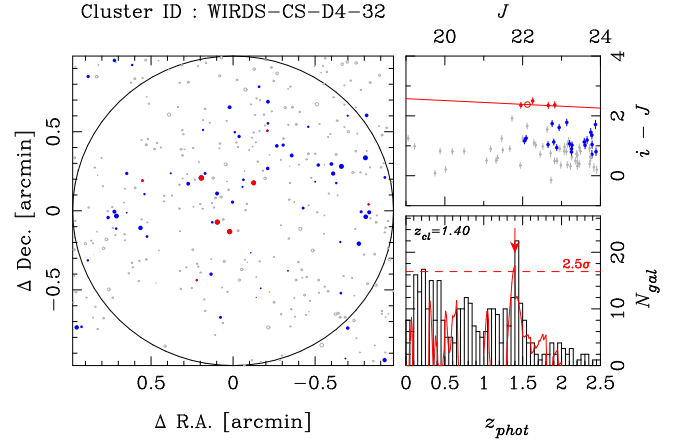 Cluster ID : WIRDS-CS-D4-32
J
20 22 24
0.5
0
−0.5
Δ Dec. [arcmin]
0.5 0 −0.5
Δ R.A. [arcmin]
4
2
0
i − J
z_cl=1.40
2.5σ
20
10
0
N_gal
0 0.5 1 1.5 2 2.5
z_phot